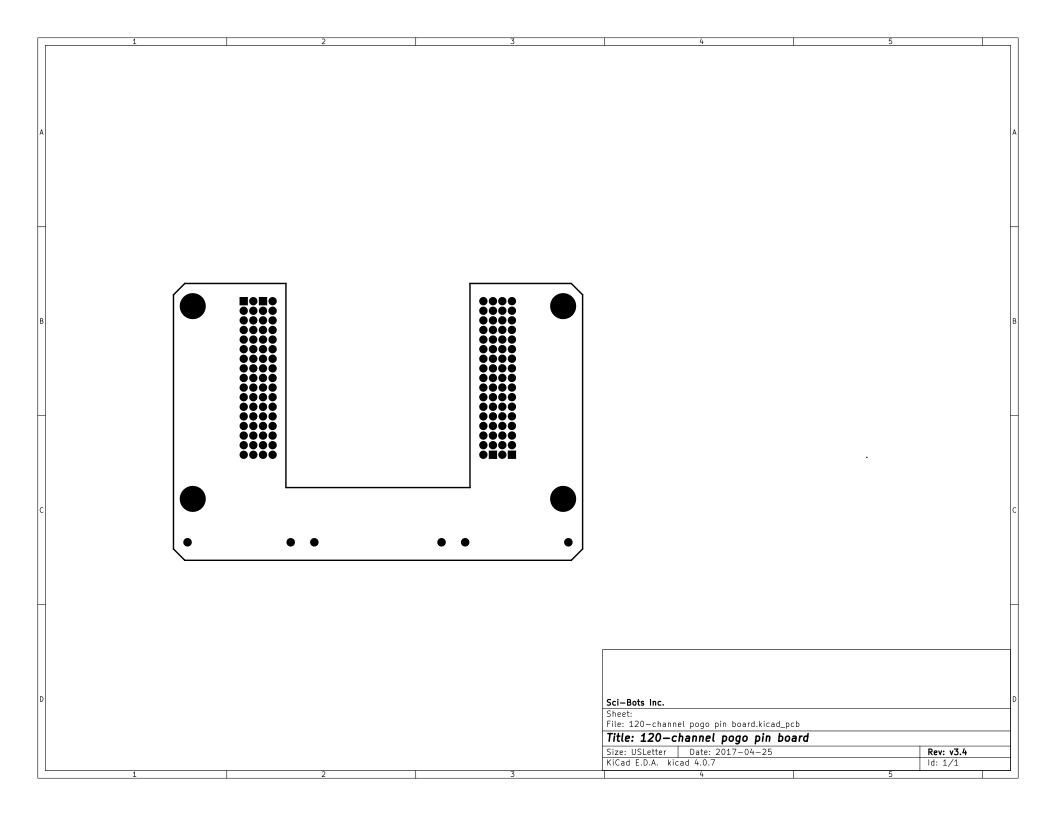 1 2 3 4 5
A A
B B
C C
D D
Sci-Bots Inc.
Sheet:
File: 120-channel pogo pin board.kicad_pcb
Title: 120-channel pogo pin board
Size: USLetter Date: 2017-04-25 Rev: v3.4
KiCad E.D.A. kicad 4.0.7 Id: 1/1
1 2 3 4 5